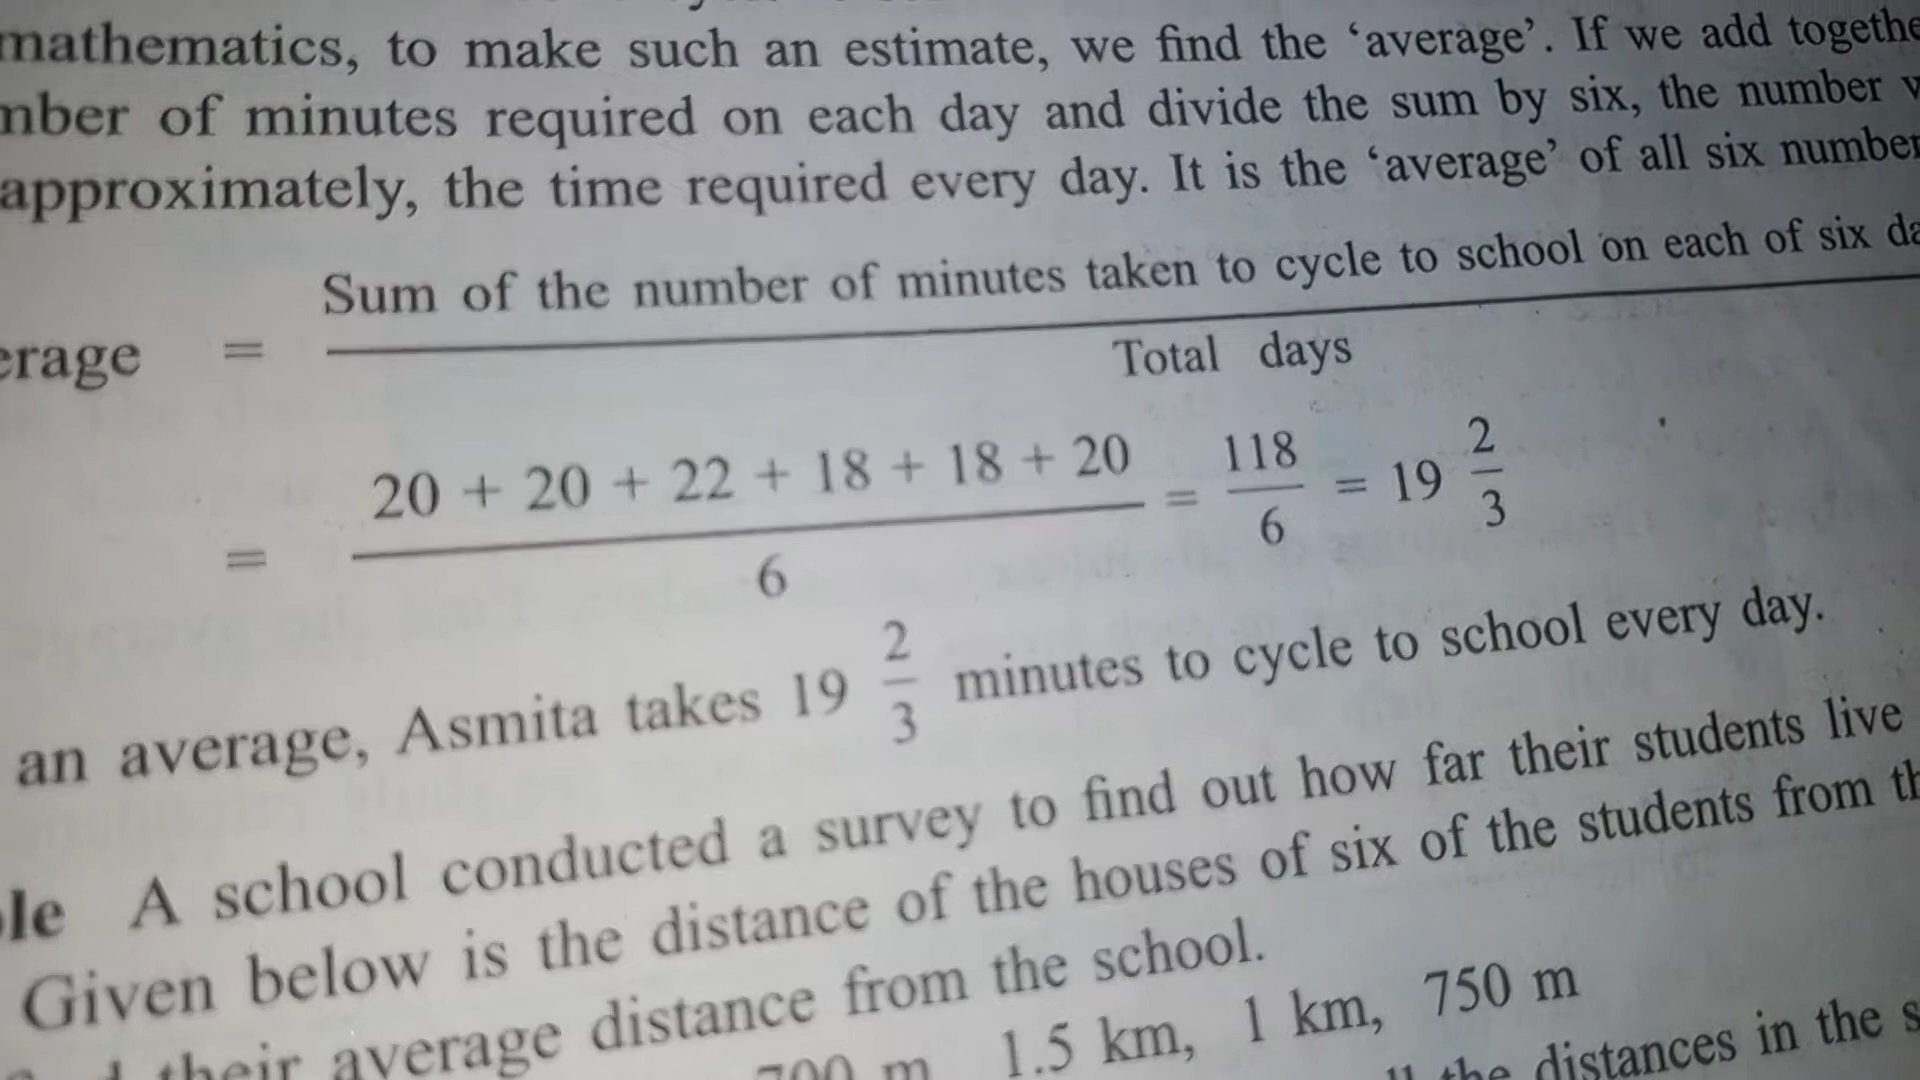 mathematics, to make such an estimate, we find the ‘average’. If we add togethe
nber of minutes required on each day and divide the sum by six, the number
approximately, the time required every day. It is the ‘average’ of all six number
Sum of the number of minutes taken to cycle to school on each of six da
erage =
Total days
= 20 + 20 + 22 + 18 + 18 + 20 / 6 = 118 / 6 = 19 2/3
an average, Asmita takes 19 2/3 minutes to cycle to school every day.
le A school conducted a survey to find out how far their students live
Given below is the distance of the houses of six of the students from th
their average distance from the school.
700 m 1.5 km, 1 km, 750 m
the distances in the s